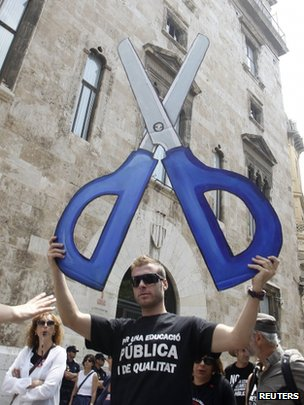 PER UNA EDUCACIÓ
PÚBLICA
I DE QUALITAT
REUTERS